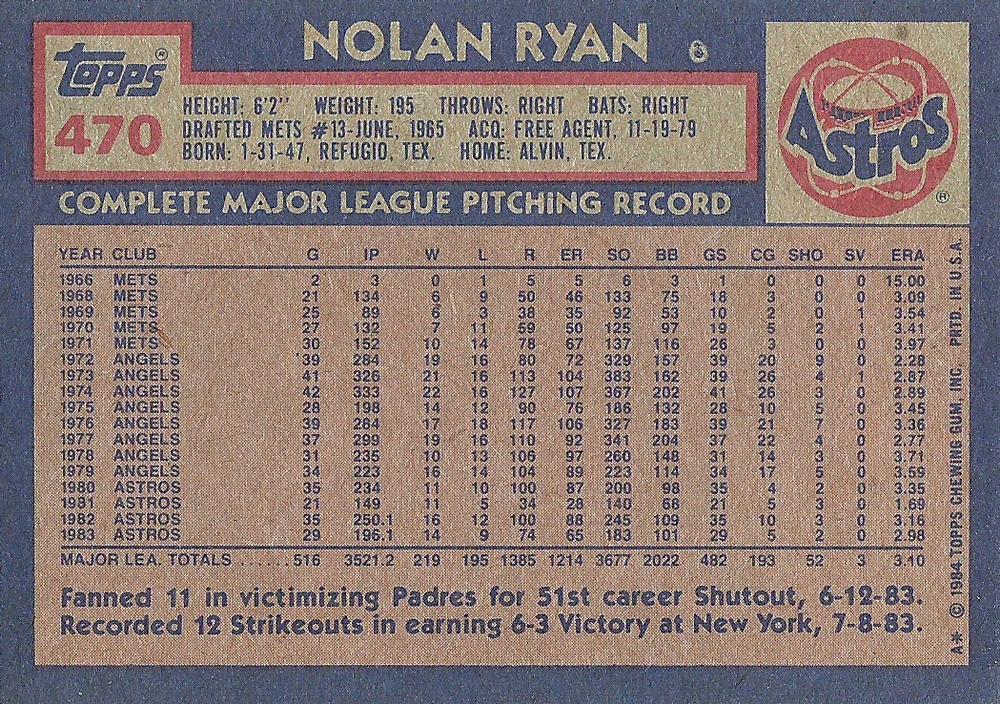 NOLAN RYAN
topps®
470
HEIGHT: 6'2'' WEIGHT: 195 THROWS: RIGHT BATS: RIGHT
DRAFTED METS #13-JUNE, 1965 ACQ: FREE AGENT, 11-19-79
BORN: 1-31-47, REFUGIO, TEX. HOME: ALVIN, TEX.
Astros ®
COMPLETE MAJOR LEAGUE PITCHING RECORD
YEAR CLUB G IP W L R ER SO BB GS CG SHO SV ERA
1966 METS 2 3 0 1 5 5 6 3 1 0 0 0 15.00
1968 METS 21 134 6 9 50 46 133 75 18 3 0 0 3.09
1969 METS 25 89 6 3 38 35 92 53 10 2 0 1 3.54
1970 METS 27 132 7 11 59 50 125 97 19 5 2 1 3.41
1971 METS 30 152 10 14 78 67 137 116 26 3 0 0 3.97
1972 ANGELS 39 284 19 16 80 72 329 157 39 20 9 0 2.28
1973 ANGELS 41 326 21 16 113 104 383 162 39 26 4 1 2.87
1974 ANGELS 42 333 22 16 127 107 367 202 41 26 3 0 2.89
1975 ANGELS 28 198 14 12 90 76 186 132 28 10 5 0 3.45
1976 ANGELS 39 284 17 18 117 106 327 183 39 21 7 0 3.36
1977 ANGELS 37 299 19 16 110 92 341 204 37 22 4 0 2.77
1978 ANGELS 31 235 10 13 106 97 260 148 31 14 3 0 3.71
1979 ANGELS 34 223 16 14 104 89 223 114 34 17 5 0 3.59
1980 ASTROS 35 234 11 10 100 87 200 98 35 4 2 0 3.35
1981 ASTROS 21 149 11 5 34 28 140 68 21 5 3 0 1.69
1982 ASTROS 35 250.1 16 12 100 88 245 109 35 10 3 0 3.16
1983 ASTROS 29 196.1 14 9 74 65 183 101 29 5 2 0 2.98
MAJOR LEA. TOTALS ...... 516 3521.2 219 195 1385 1214 3677 2022 482 193 52 3 3.10
Fanned 11 in victimizing Padres for 51st career Shutout, 6-12-83.
Recorded 12 Strikeouts in earning 6-3 Victory at New York, 7-8-83.
A* © 1984 TOPPS CHEWING GUM, INC. PRTD. IN U.S.A.